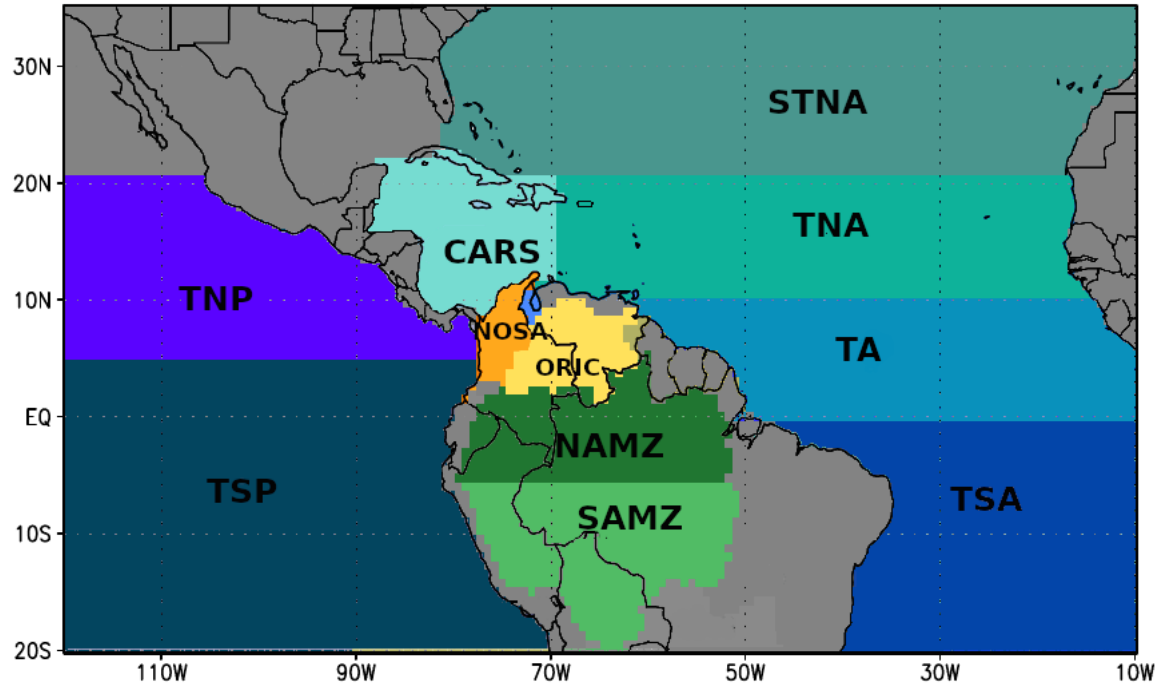 30N
STNA
20N
CARS
TNA
TNP
10N
NOSA
TA
ORIC
EQ
NAMZ
TSP
SAMZ
TSA
10S
20S
110W 90W 70W 50W 30W 10W